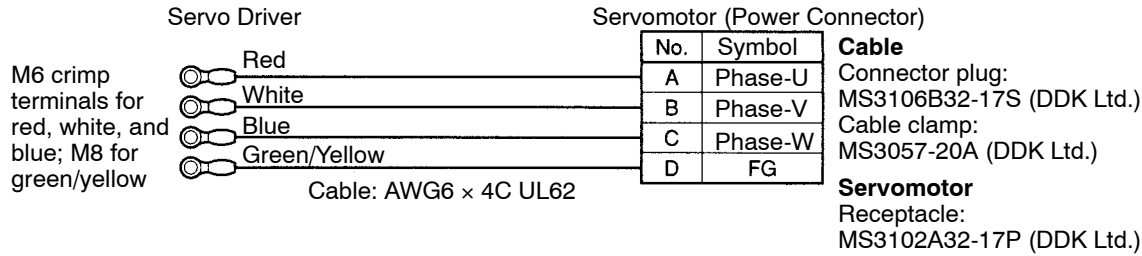 Servo Driver
Servomotor (Power Connector)
M6 crimp
terminals for
red, white, and
blue; M8 for
green/yellow
Red
White
Blue
Green/Yellow
Cable: AWG6 × 4C UL62
No. Symbol
A Phase-U
B Phase-V
C Phase-W
D FG
Cable
Connector plug:
MS3106B32-17S (DDK Ltd.)
Cable clamp:
MS3057-20A (DDK Ltd.)
Servomotor
Receptacle:
MS3102A32-17P (DDK Ltd.)